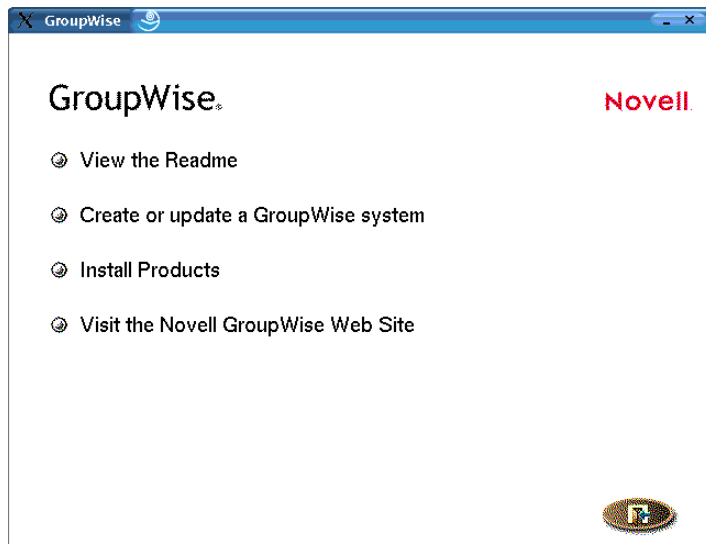 GroupWise
GroupWise®
Novell.
View the Readme
Create or update a GroupWise system
Install Products
Visit the Novell GroupWise Web Site